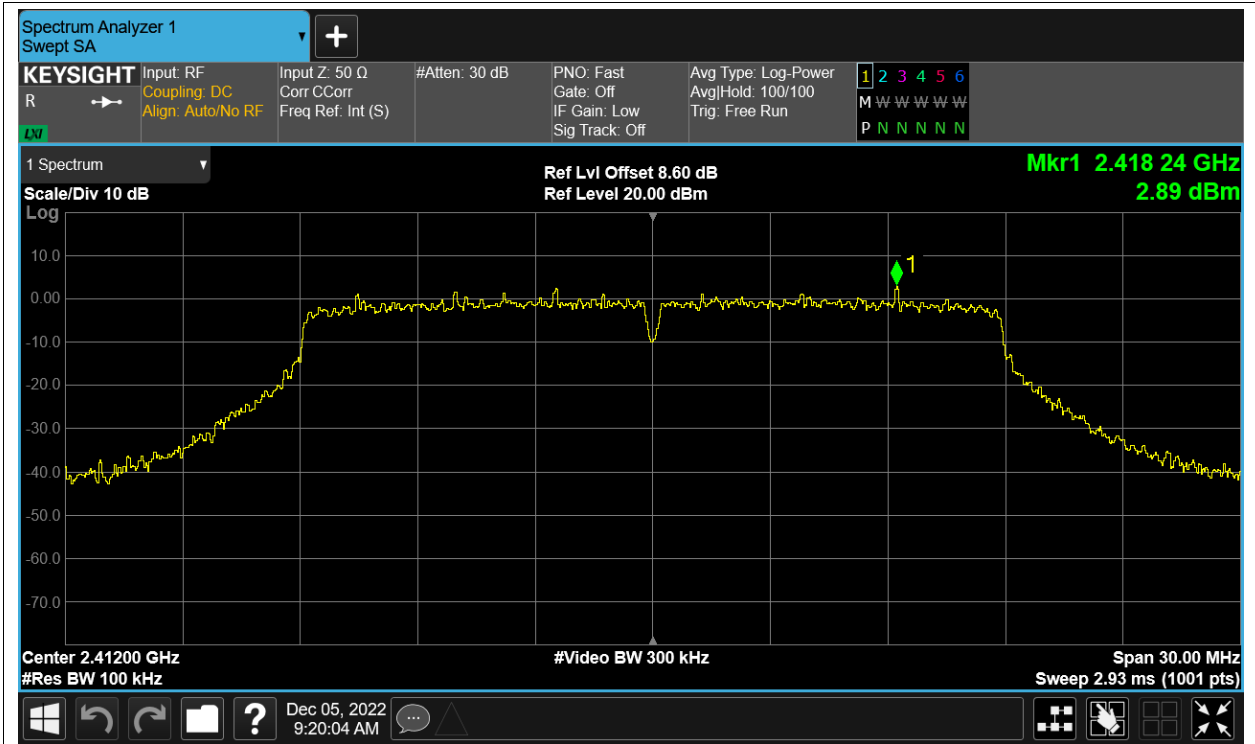 Spectrum Analyzer 1
Swept SA
KEYSIGHT
R
LXI
Input: RF
Coupling: DC
Align: Auto/No RF
Input Z: 50 Ω
Corr CCorr
Freq Ref: Int (S)
#Atten: 30 dB
PNO: Fast
Gate: Off
IF Gain: Low
Sig Track: Off
Avg Type: Log-Power
Avg|Hold: 100/100
Trig: Free Run
1 2 3 4 5 6
M W W W W W W
P N N N N N N
1 Spectrum
Scale/Div 10 dB
Log
Ref Lvl Offset 8.60 dB
Ref Level 20.00 dBm
Mkr1 2.418 24 GHz
2.89 dBm
1
10.0
0.00
-10.0
-20.0
-30.0
-40.0
-50.0
-60.0
-70.0
Center 2.41200 GHz
#Res BW 100 kHz
#Video BW 300 kHz
Span 30.00 MHz
Sweep 2.93 ms (1001 pts)
?
Dec 05, 2022
9:20:04 AM